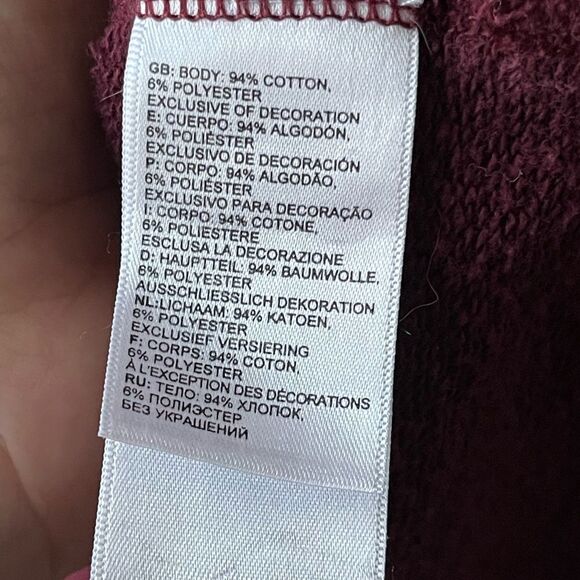 GB: BODY: 94% COTTON,
6% POLYESTER
EXCLUSIVE OF DECORATION
E: CUERPO: 94% ALGODÓN,
6% POLIÉSTER
EXCLUSIVO DE DECORACIÓN
P: CORPO: 94% ALGODÃO,
6% POLIÉSTER
EXCLUSIVO PARA DECORAÇÃO
I: CORPO: 94% COTONE,
6% POLIESTERE
ESCLUSA LA DECORAZIONE
D: HAUPTTEIL: 94% BAUMWOLLE,
6% POLYESTER
AUSSCHLIESSLICH DEKORATION
NL:LICHAAM: 94% KATOEN,
6% POLYESTER
EXCLUSIEF VERSIERING
F: CORPS: 94% COTON,
6% POLYESTER
À L'EXCEPTION DES DÉCORATIONS
RU: ТЕЛО: 94% ХЛОПОК,
6% ПОЛИЭСТЕР
БЕЗ УКРАШЕНИЙ